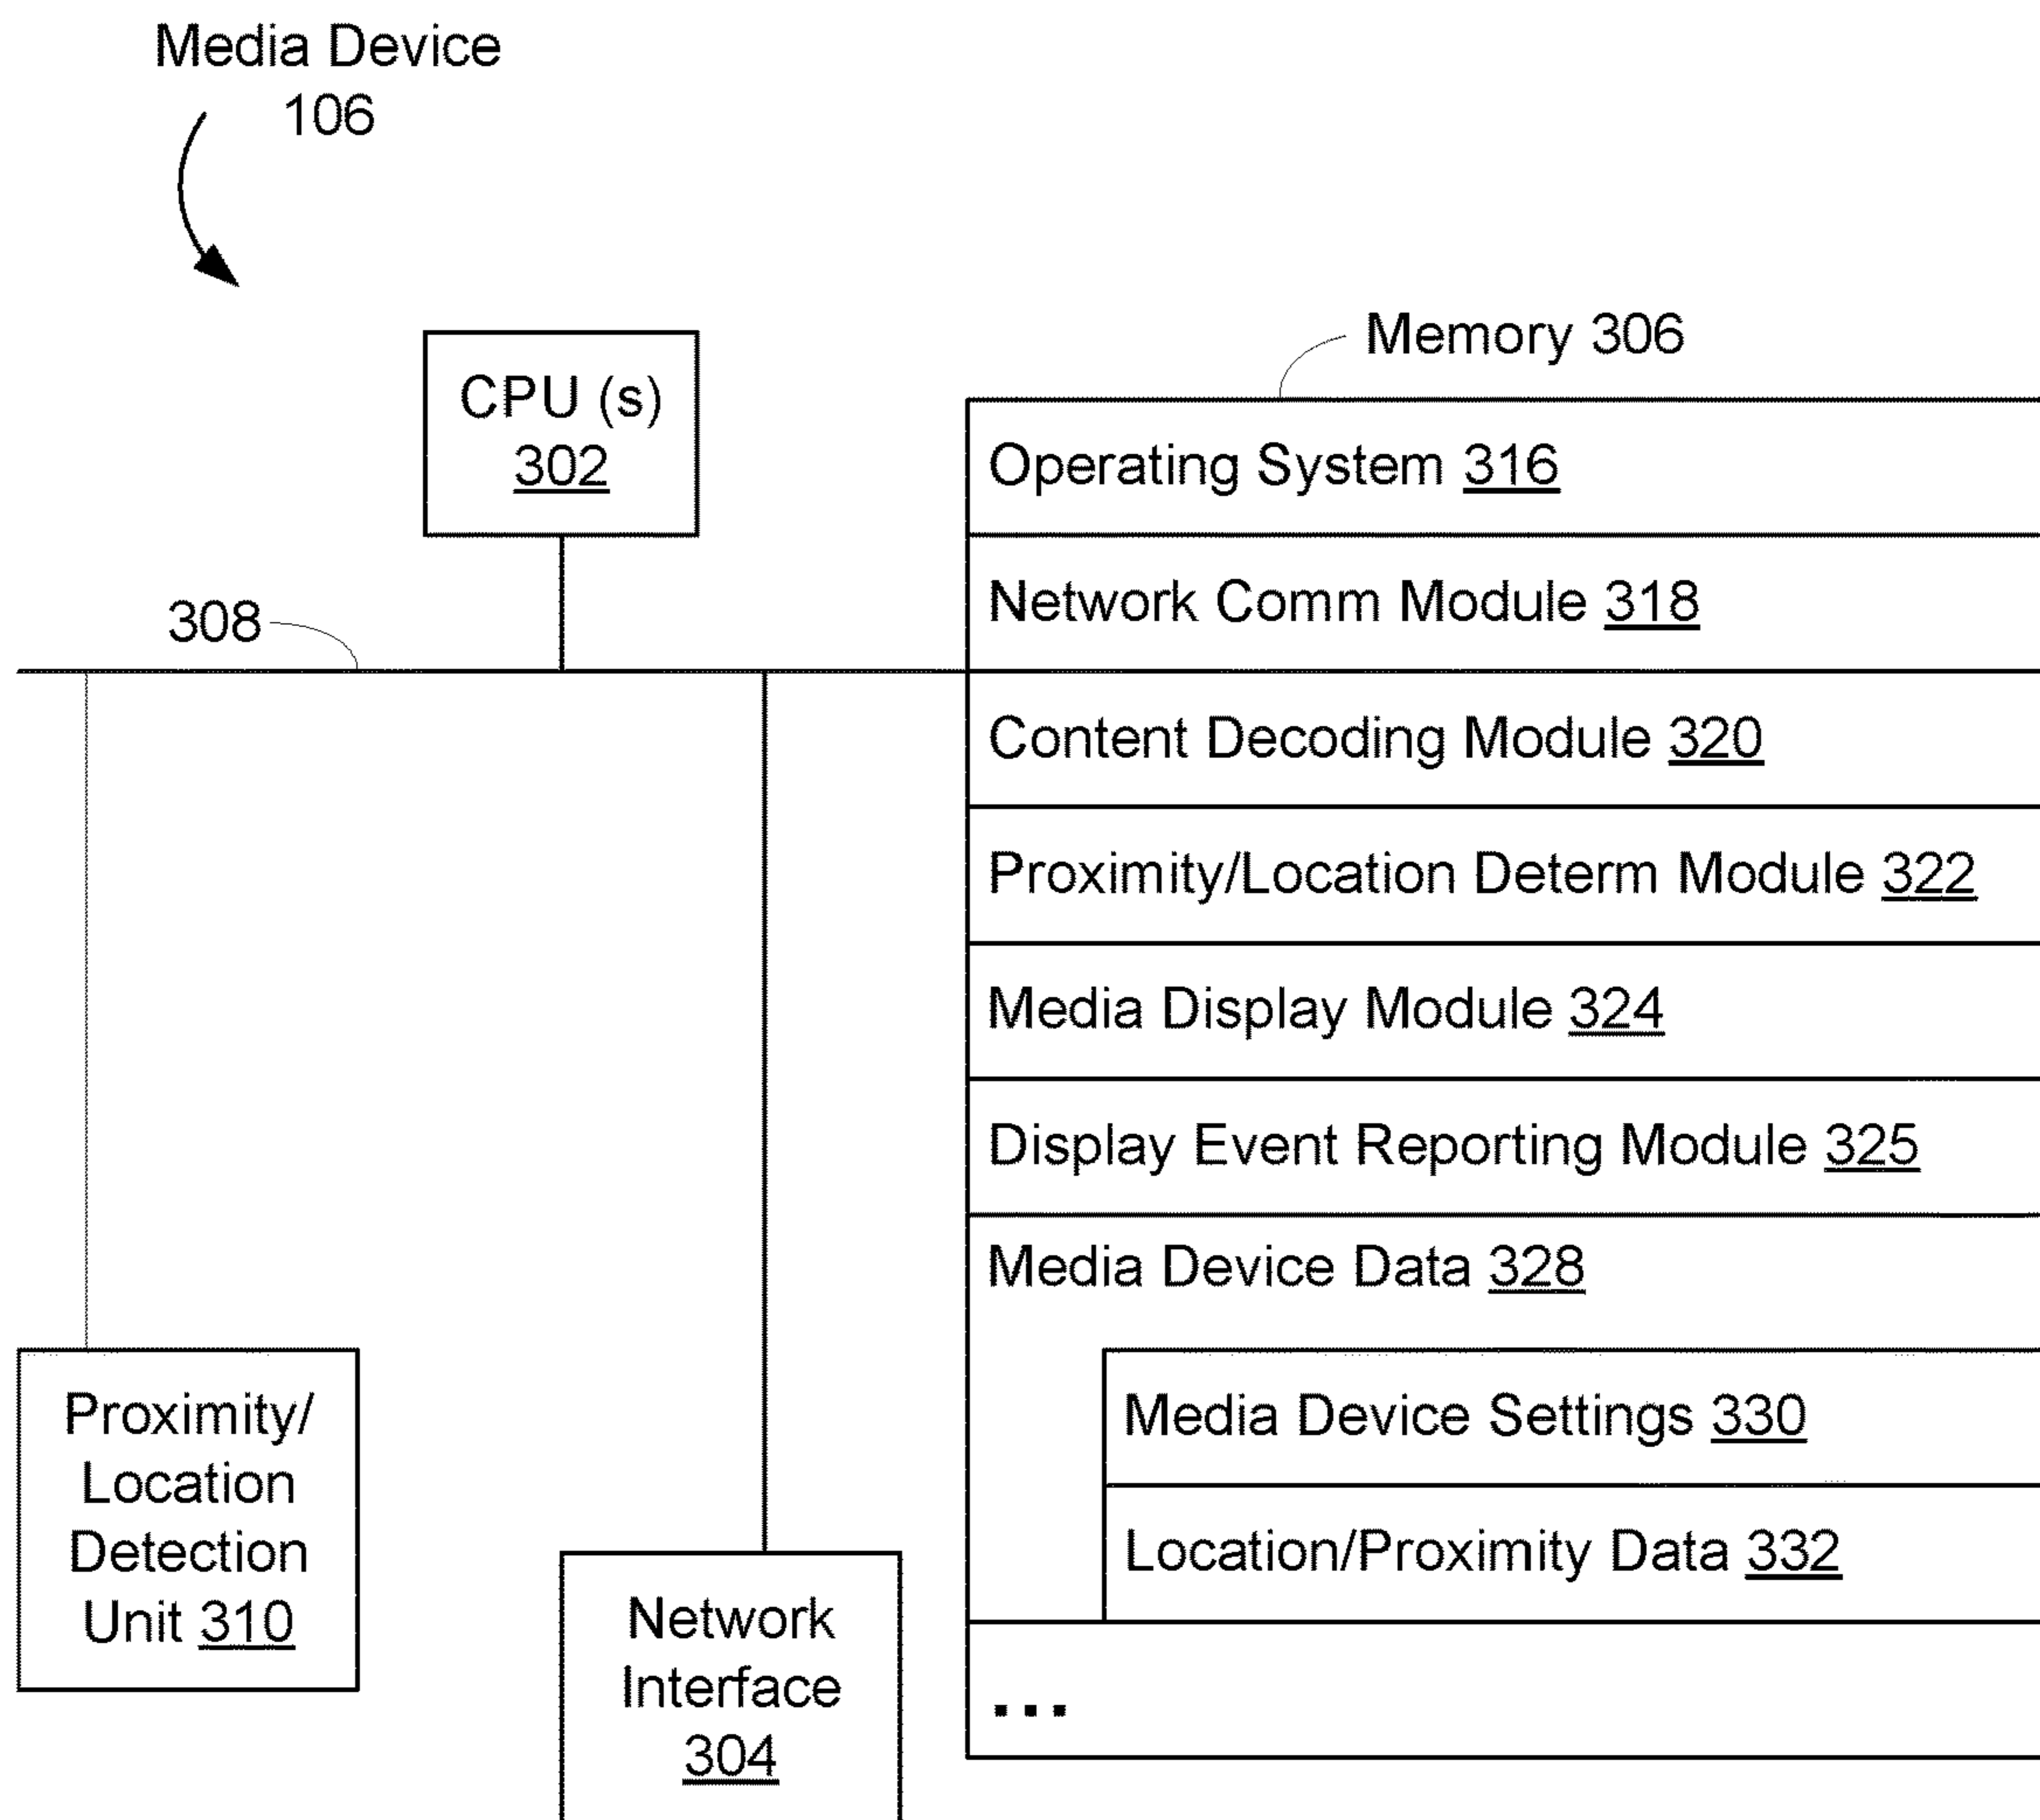 Media Device
106
CPU (s)
302
308
Memory 306
Operating System 316
Network Comm Module 318
Content Decoding Module 320
Proximity/Location Determ Module 322
Media Display Module 324
Display Event Reporting Module 325
Media Device Data 328
Media Device Settings 330
Location/Proximity Data 332
...
Proximity/
Location
Detection
Unit 310
Network
Interface
304